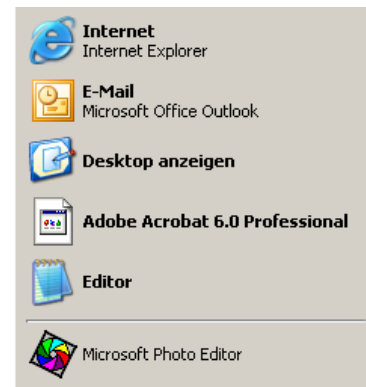 Internet
Internet Explorer
E-Mail
Microsoft Office Outlook
Desktop anzeigen
Adobe Acrobat 6.0 Professional
Editor
Microsoft Photo Editor